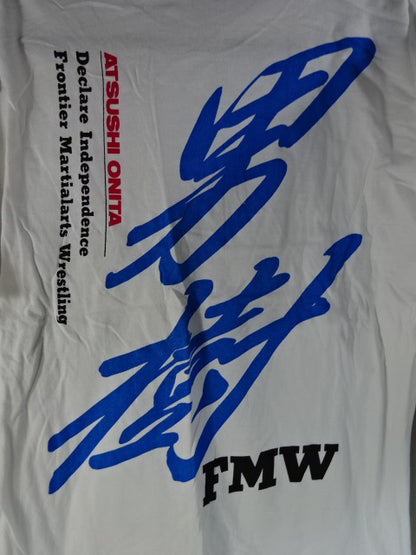 男樹
ATSUSHI ONITA
Declare Independence
Frontier Martialarts Wrestling
FMW